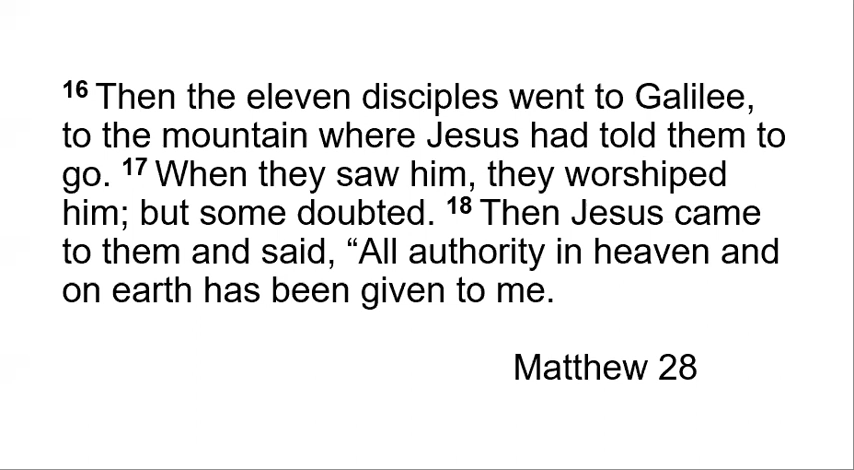 16 Then the eleven disciples went to Galilee,
to the mountain where Jesus had told them to
go. 17 When they saw him, they worshiped
him; but some doubted. 18 Then Jesus came
to them and said, “All authority in heaven and
on earth has been given to me.
Matthew 28